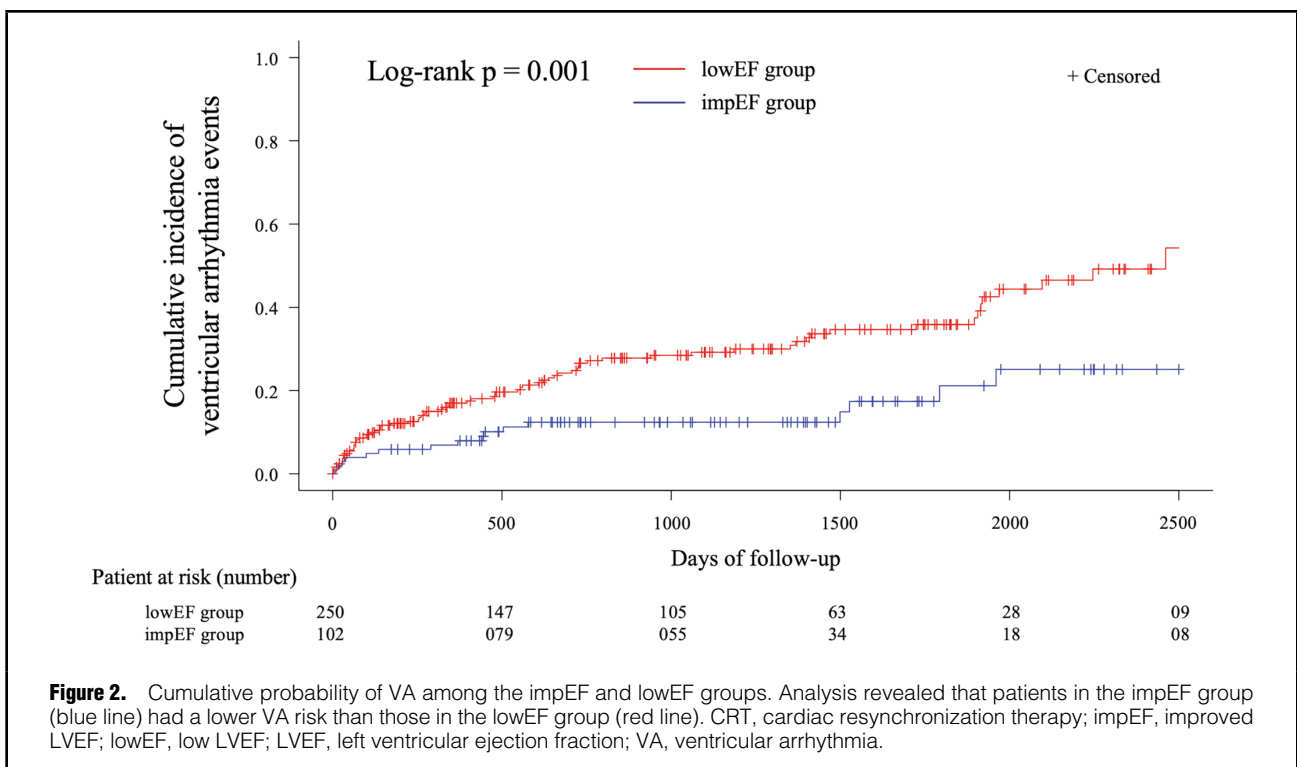 Log-rank p = 0.001
lowEF group
impEF group
+ Censored
Cumulative incidence of
ventricular arrhythmia events
1.0
0.8
0.6
0.4
0.2
0.0
0 500 1000 1500 2000 2500
Days of follow-up
Patient at risk (number)
lowEF group 250 147 105 63 28 09
impEF group 102 079 055 34 18 08
Figure 2. Cumulative probability of VA among the impEF and lowEF groups. Analysis revealed that patients in the impEF group
(blue line) had a lower VA risk than those in the lowEF group (red line). CRT, cardiac resynchronization therapy; impEF, improved
LVEF; lowEF, low LVEF; LVEF, left ventricular ejection fraction; VA, ventricular arrhythmia.